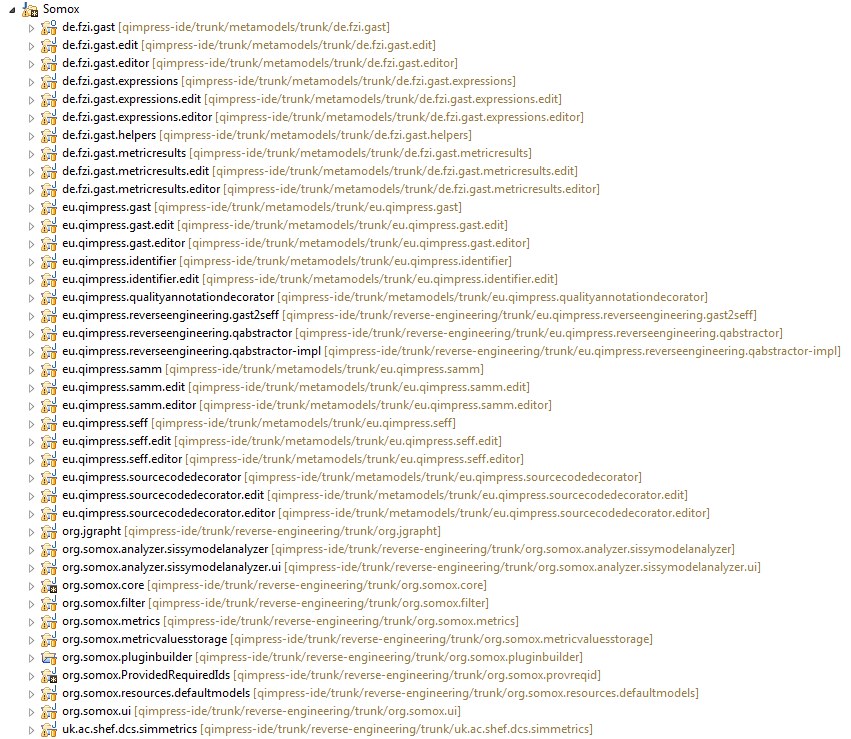 Somox
de.fzi.gast [qimpress-ide/trunk/metamodels/trunk/de.fzi.gast]
de.fzi.gast.edit [qimpress-ide/trunk/metamodels/trunk/de.fzi.gast.edit]
de.fzi.gast.editor [qimpress-ide/trunk/metamodels/trunk/de.fzi.gast.editor]
de.fzi.gast.expressions [qimpress-ide/trunk/metamodels/trunk/de.fzi.gast.expressions]
de.fzi.gast.expressions.edit [qimpress-ide/trunk/metamodels/trunk/de.fzi.gast.expressions.edit]
de.fzi.gast.expressions.editor [qimpress-ide/trunk/metamodels/trunk/de.fzi.gast.expressions.editor]
de.fzi.gast.helpers [qimpress-ide/trunk/metamodels/trunk/de.fzi.gast.helpers]
de.fzi.gast.metricresults [qimpress-ide/trunk/metamodels/trunk/de.fzi.gast.metricresults]
de.fzi.gast.metricresults.edit [qimpress-ide/trunk/metamodels/trunk/de.fzi.gast.metricresults.edit]
de.fzi.gast.metricresults.editor [qimpress-ide/trunk/metamodels/trunk/de.fzi.gast.metricresults.editor]
eu.qimpress.gast [qimpress-ide/trunk/metamodels/trunk/eu.qimpress.gast]
eu.qimpress.gast.edit [qimpress-ide/trunk/metamodels/trunk/eu.qimpress.gast.edit]
eu.qimpress.gast.editor [qimpress-ide/trunk/metamodels/trunk/eu.qimpress.gast.editor]
eu.qimpress.identifier [qimpress-ide/trunk/metamodels/trunk/eu.qimpress.identifier]
eu.qimpress.identifier.edit [qimpress-ide/trunk/metamodels/trunk/eu.qimpress.identifier.edit]
eu.qimpress.qualityannotationdecorator [qimpress-ide/trunk/metamodels/trunk/eu.qimpress.qualityannotationdecorator]
eu.qimpress.reverseengineering.gast2seff [qimpress-ide/trunk/reverse-engineering/trunk/eu.qimpress.reverseengineering.gast2seff]
eu.qimpress.reverseengineering.qabstractor [qimpress-ide/trunk/reverse-engineering/trunk/eu.qimpress.reverseengineering.qabstractor]
eu.qimpress.reverseengineering.qabstractor-impl [qimpress-ide/trunk/reverse-engineering/trunk/eu.qimpress.reverseengineering.qabstractor-impl]
eu.qimpress.samm [qimpress-ide/trunk/metamodels/trunk/eu.qimpress.samm]
eu.qimpress.samm.edit [qimpress-ide/trunk/metamodels/trunk/eu.qimpress.samm.edit]
eu.qimpress.samm.editor [qimpress-ide/trunk/metamodels/trunk/eu.qimpress.samm.editor]
eu.qimpress.seff [qimpress-ide/trunk/metamodels/trunk/eu.qimpress.seff]
eu.qimpress.seff.edit [qimpress-ide/trunk/metamodels/trunk/eu.qimpress.seff.edit]
eu.qimpress.seff.editor [qimpress-ide/trunk/metamodels/trunk/eu.qimpress.seff.editor]
eu.qimpress.sourcecodedecorator [qimpress-ide/trunk/metamodels/trunk/eu.qimpress.sourcecodedecorator]
eu.qimpress.sourcecodedecorator.edit [qimpress-ide/trunk/metamodels/trunk/eu.qimpress.sourcecodedecorator.edit]
eu.qimpress.sourcecodedecorator.editor [qimpress-ide/trunk/metamodels/trunk/eu.qimpress.sourcecodedecorator.editor]
org.jgrapht [qimpress-ide/trunk/reverse-engineering/trunk/org.jgrapht]
org.somox.analyzer.sissymodelanalyzer [qimpress-ide/trunk/reverse-engineering/trunk/org.somox.analyzer.sissymodelanalyzer]
org.somox.analyzer.sissymodelanalyzer.ui [qimpress-ide/trunk/reverse-engineering/trunk/org.somox.analyzer.sissymodelanalyzer.ui]
org.somox.core [qimpress-ide/trunk/reverse-engineering/trunk/org.somox.core]
org.somox.filter [qimpress-ide/trunk/reverse-engineering/trunk/org.somox.filter]
org.somox.metrics [qimpress-ide/trunk/reverse-engineering/trunk/org.somox.metrics]
org.somox.metricvaluesstorage [qimpress-ide/trunk/reverse-engineering/trunk/org.somox.metricvaluesstorage]
org.somox.pluginbuilder [qimpress-ide/trunk/reverse-engineering/trunk/org.somox.pluginbuilder]
org.somox.ProvidedRequiredIds [qimpress-ide/trunk/reverse-engineering/trunk/org.somox.provreqid]
org.somox.resources.defaultmodels [qimpress-ide/trunk/reverse-engineering/trunk/org.somox.resources.defaultmodels]
org.somox.ui [qimpress-ide/trunk/reverse-engineering/trunk/org.somox.ui]
uk.ac.shef.dcs.simmetrics [qimpress-ide/trunk/reverse-engineering/trunk/uk.ac.shef.dcs.simmetrics]